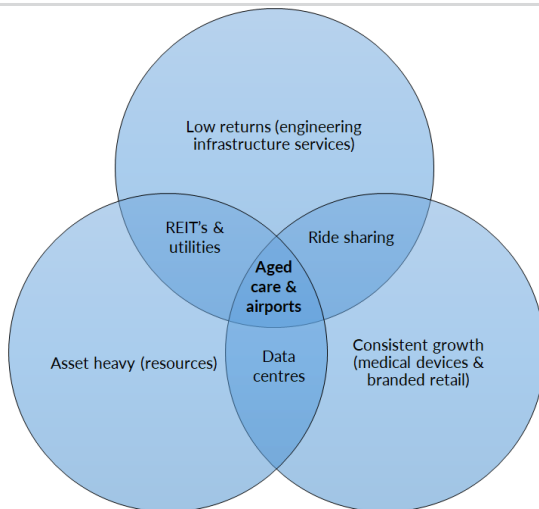 Low returns (engineering
infrastructure services)
REIT's &
utilities
Ride sharing
Aged
care &
airports
Asset heavy (resources)
Data
centres
Consistent growth
(medical devices &
branded retail)